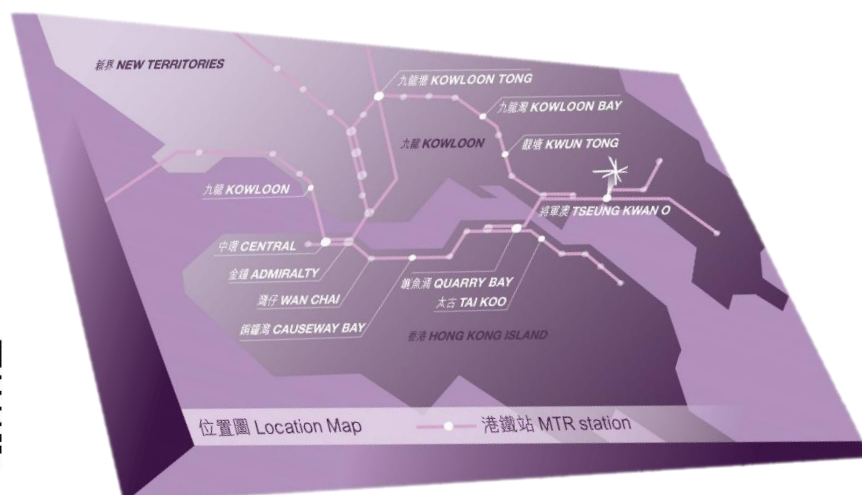 新界 NEW TERRITORIES
九龍塘 KOWLOON TONG
九龍灣 KOWLOON BAY
九龍 KOWLOON
觀塘 KWUN TONG
九龍 KOWLOON
將軍澳 TSEUNG KWAN O
中環 CENTRAL
金鐘 ADMIRALTY
灣仔 WAN CHAI
鰂魚涌 QUARRY BAY
太古 TAI KOO
銅鑼灣 CAUSEWAY BAY
香港 HONG KONG ISLAND
位置圖 Location Map
港鐵站 MTR station